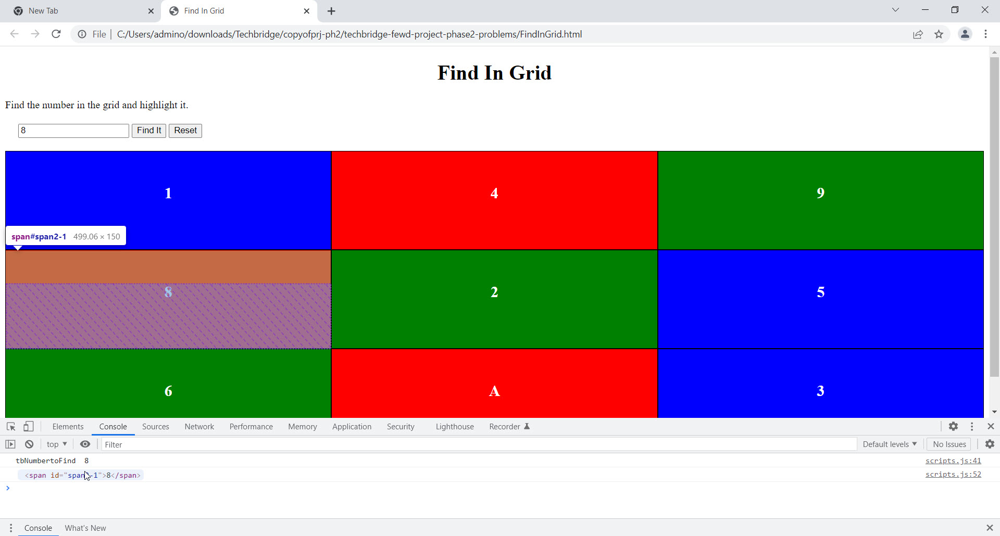 New Tab
Find In Grid
File | C:/Users/admino/downloads/Techbridge/copyofprj-ph2/techbridge-fewd-project-phase2-problems/FindInGrid.html
Find In Grid
Find the number in the grid and highlight it.
8 Find It Reset
1 4 9
span#span2-1 499.06 × 150
8 2 5
6 A 3
Elements Console Sources Network Performance Memory Application Security Lighthouse Recorder
top Filter Default levels No Issues
tbNumbertoFind 8 scripts.js:41
<span id="span2-1">8</span> scripts.js:52
Console What's New